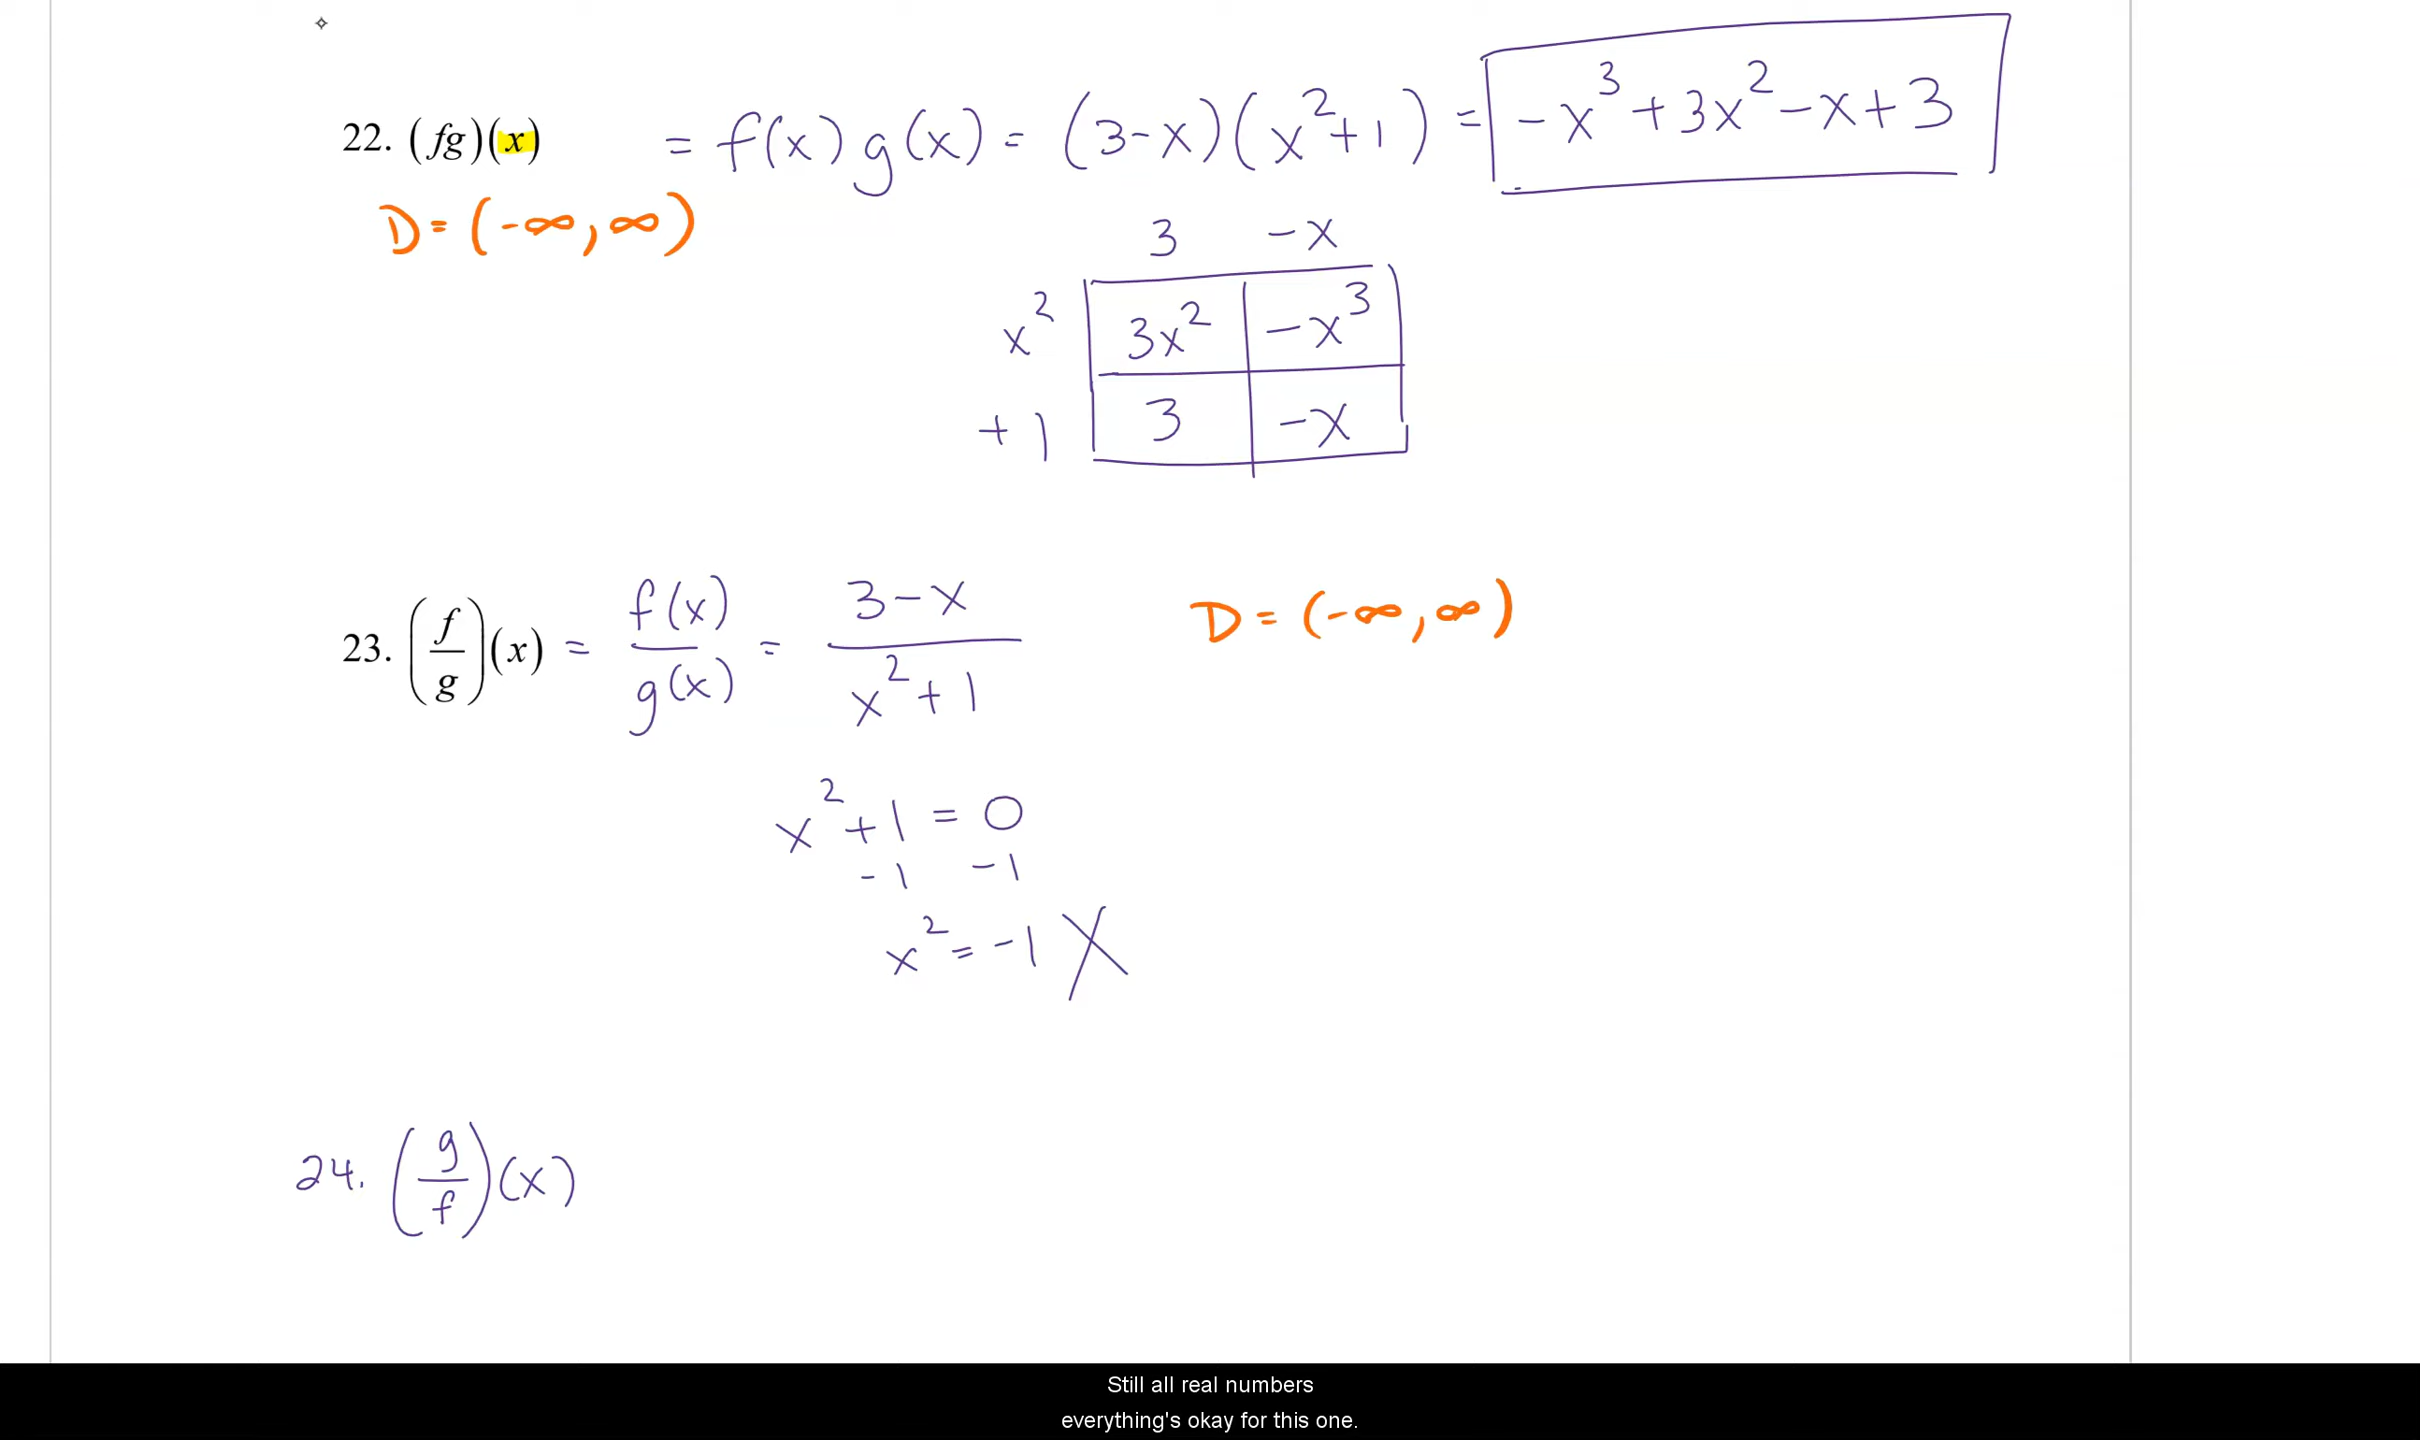 22. (fg)(x) = f(x) g(x) = (3-x)(x²+1) = -x³+3x²-x+3
D = (-∞, ∞)
3 -x
x² 3x² -x³
+1 3 -x
23. (f/g)(x) = f(x)/g(x) = (3-x)/(x²+1) D = (-∞, ∞)
x²+1 = 0
-1 -1
x² = -1 X
24. (g/f)(x)
Still all real numbers
everything's okay for this one.